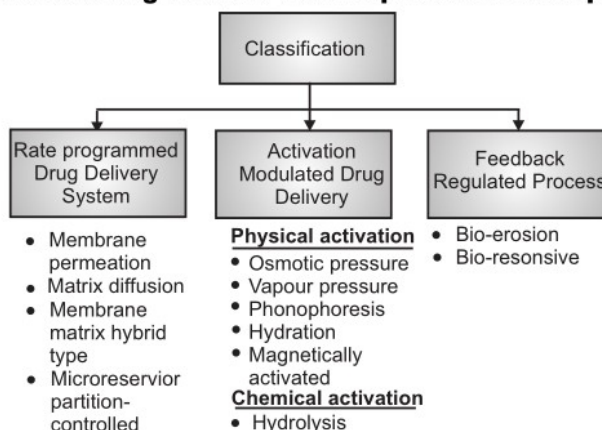 Classification
Rate programmed
Drug Delivery
System
Activation
Modulated Drug
Delivery
Feedback
Regulated Process
• Membrane
permeation
• Matrix diffusion
• Membrane
matrix hybrid
type
• Microreservior
partition-
controlled
Physical activation
• Osmotic pressure
• Vapour pressure
• Phonophoresis
• Hydration
• Magnetically
activated
Chemical activation
• Hydrolysis
• Bio-erosion
• Bio-resonsive